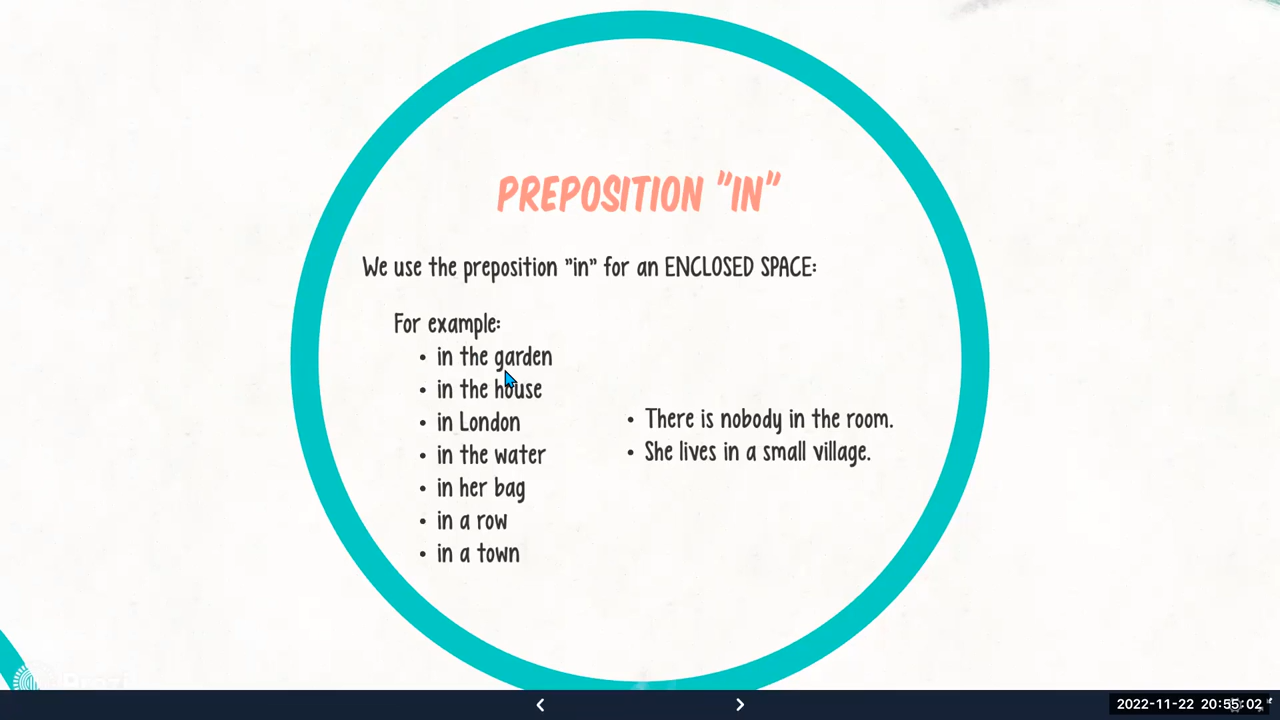 PREPOSITION "IN"
We use the preposition "in" for an ENCLOSED SPACE:
For example:
• in the garden
• in the house
• in London
• in the water
• in her bag
• in a row
• in a town
• There is nobody in the room.
• She lives in a small village.
Prezi
2022-11-22 20:55:02